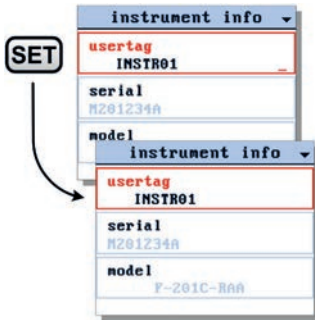 instrument info
usertag
INSTR01 _
SET
serial
M201234A
model
instrument info
usertag
INSTR01
serial
M201234A
model
F-201C-RAA